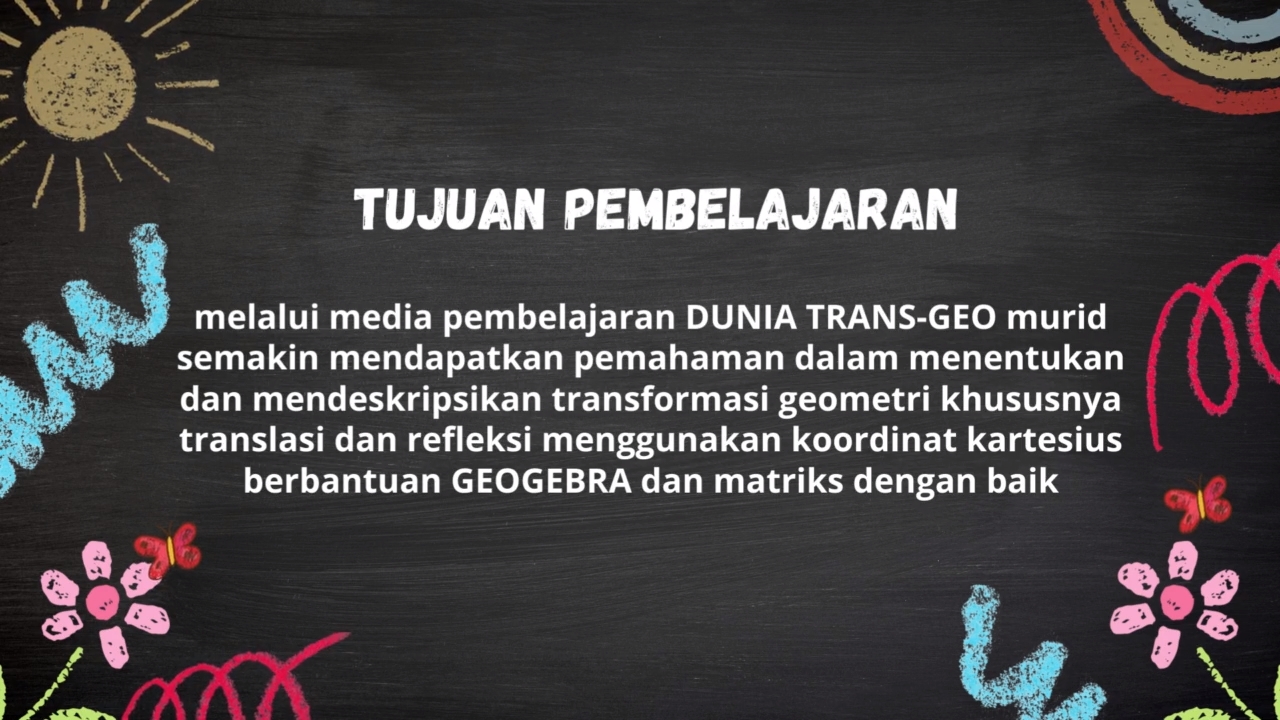 TUJUAN PEMBELAJARAN
melalui media pembelajaran DUNIA TRANS-GEO murid
semakin mendapatkan pemahaman dalam menentukan
dan mendeskripsikan transformasi geometri khususnya
translasi dan refleksi menggunakan koordinat kartesius
berbantuan GEOGEBRA dan matriks dengan baik